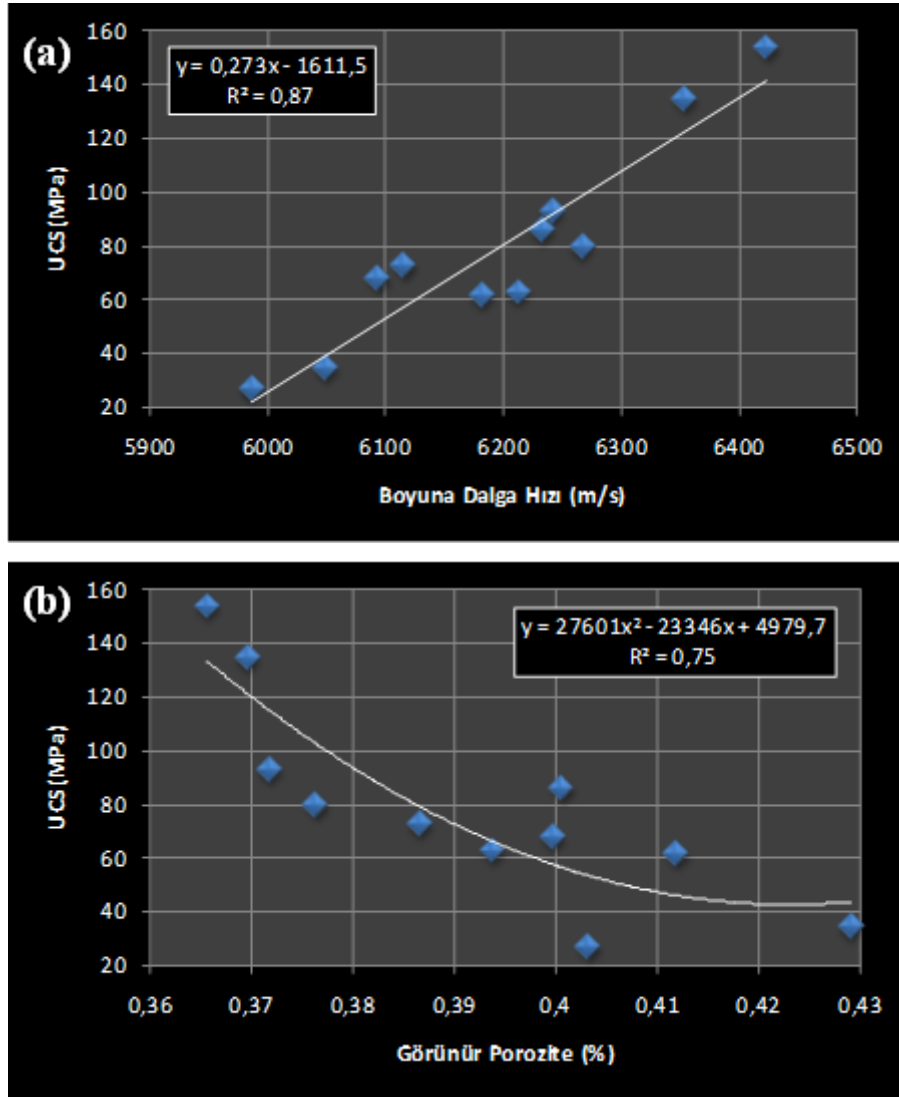 (a)
y = 0,273x - 1611,5
R² = 0,87
UCS (MPa)
160
140
120
100
80
60
40
20
5900 6000 6100 6200 6300 6400 6500
Boyuna Dalga Hızı (m/s)
(b)
y = 27601x² - 23346x + 4979,7
R² = 0,75
UCS (MPa)
160
140
120
100
80
60
40
20
0,36 0,37 0,38 0,39 0,4 0,41 0,42 0,43
Görünür Porozite (%)